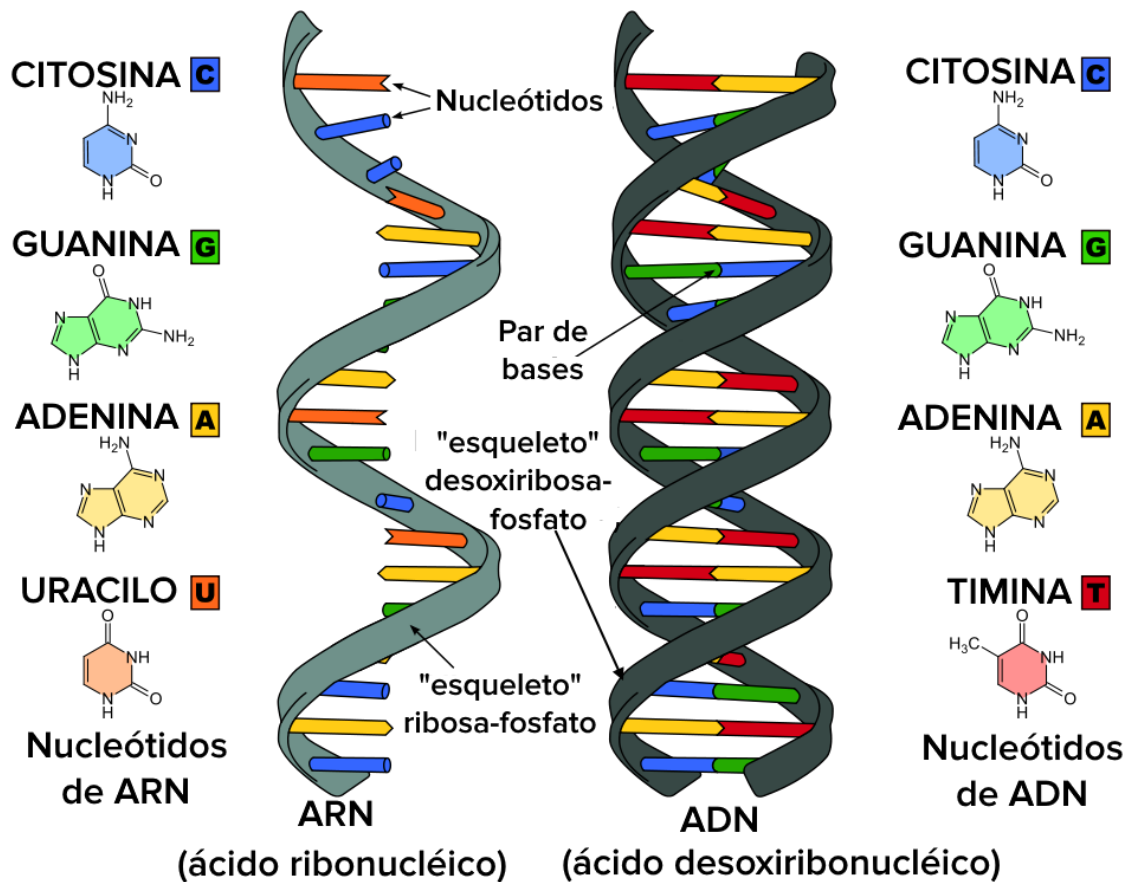 CITOSINA C
NH2
N
N
H
O
GUANINA G
O
N
NH
N
H
N
NH2
ADENINA A
H2N
N
N
N
H
N
URACILO U
O
NH
N
H
O
Nucleótidos
de ARN
Nucleótidos
Par de
bases
"esqueleto"
desoxiribosa-
fosfato
"esqueleto"
ribosa-fosfato
ARN
(ácido ribonucléico)
ADN
(ácido desoxiribonucléico)
CITOSINA C
NH2
N
N
H
O
GUANINA G
O
N
NH
N
H
N
NH2
ADENINA A
H2N
N
N
N
H
N
TIMINA T
O
H3C
NH
N
H
O
Nucleótidos
de ADN